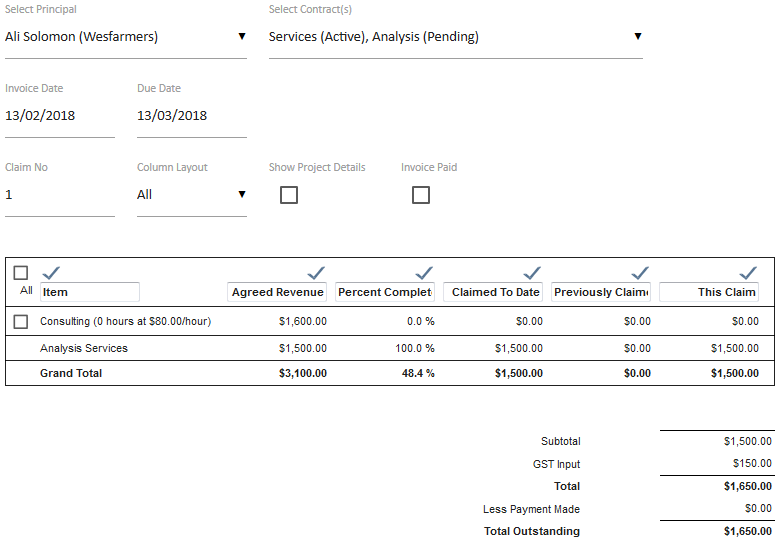 Select Principal Select Contract(s)
Ali Solomon (Wesfarmers) Services (Active), Analysis (Pending)
Invoice Date Due Date
13/02/2018 13/03/2018
Claim No Column Layout Show Project Details Invoice Paid
1 All
All Item Agreed Revenue Percent Complet Claimed To Date Previously Claim This Claim
Consulting (0 hours at $80.00/hour) $1,600.00 0.0 % $0.00 $0.00 $0.00
Analysis Services $1,500.00 100.0 % $1,500.00 $0.00 $1,500.00
Grand Total $3,100.00 48.4 % $1,500.00 $0.00 $1,500.00
Subtotal $1,500.00
GST Input $150.00
Total $1,650.00
Less Payment Made $0.00
Total Outstanding $1,650.00